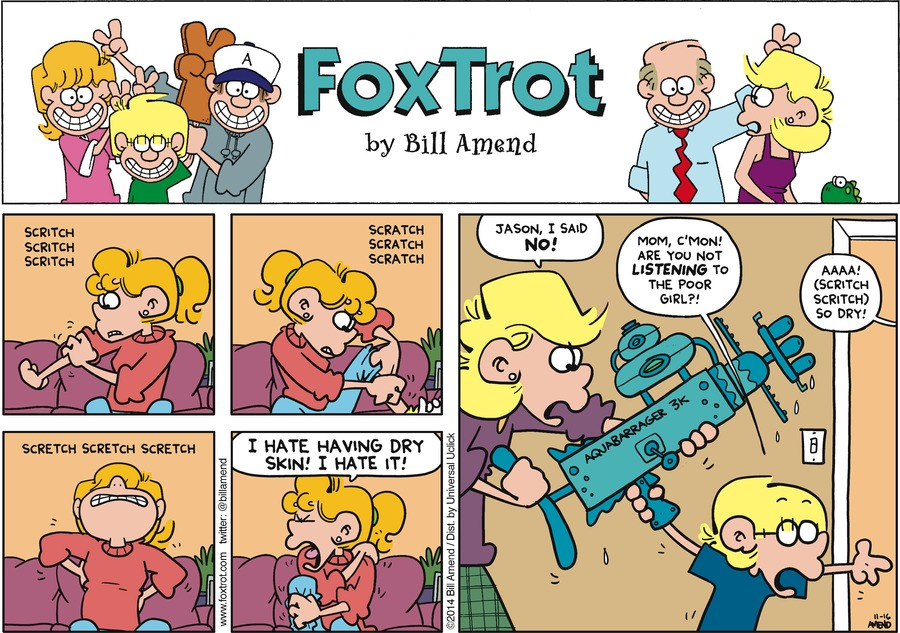 A
FoxTrot
by Bill Amend
SCRITCH
SCRITCH
SCRITCH
SCRATCH
SCRATCH
SCRATCH
SCRETCH SCRETCH SCRETCH
I HATE HAVING DRY
SKIN! I HATE IT!
www.foxtrot.com twitter: @billamend
©2014 Bill Amend / Dist. by Universal Uclick
JASON, I SAID
NO!
MOM, C'MON!
ARE YOU NOT
LISTENING TO
THE POOR
GIRL?!
AAAA!
(SCRITCH
SCRITCH)
SO DRY!
AQUABARRAGER 3K
11-16
AMEND